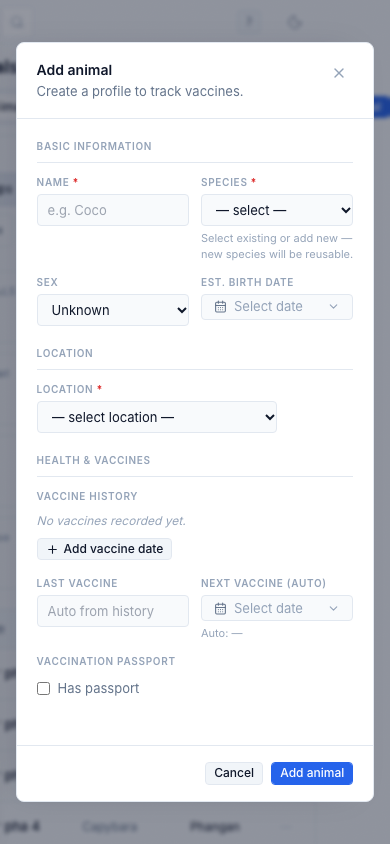 Add animal
Create a profile to track vaccines.
BASIC INFORMATION
NAME *
SPECIES *
e.g. Coco
— select —
Select existing or add new —
new species will be reusable.
SEX
EST. BIRTH DATE
Unknown
Select date
LOCATION
LOCATION *
— select location —
HEALTH & VACCINES
VACCINE HISTORY
No vaccines recorded yet.
+ Add vaccine date
LAST VACCINE
NEXT VACCINE (AUTO)
Auto from history
Select date
Auto: —
VACCINATION PASSPORT
Has passport
Cancel
Add animal
Capybara
Phangan